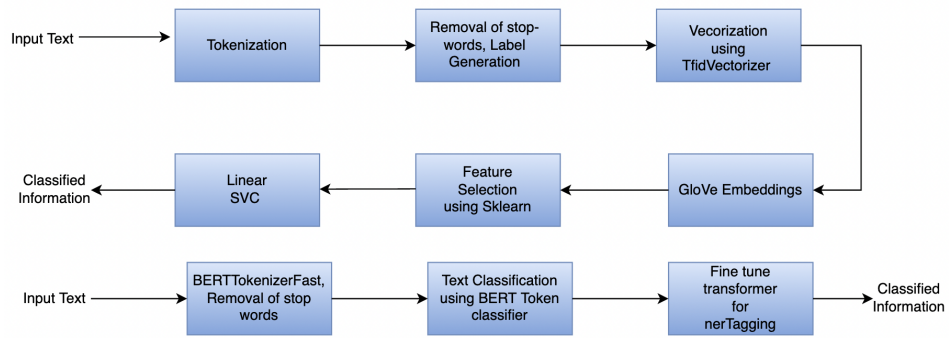 Input Text
Tokenization
Removal of stop-
words, Label
Generation
Vecorization
using
TfidVectorizer
Classified
Information
Linear
SVC
Feature
Selection
using Sklearn
GloVe Embeddings
Input Text
BERTTokenizerFast,
Removal of stop
words
Text Classification
using BERT Token
classifier
Fine tune
transformer
for
nerTagging
Classified
Information